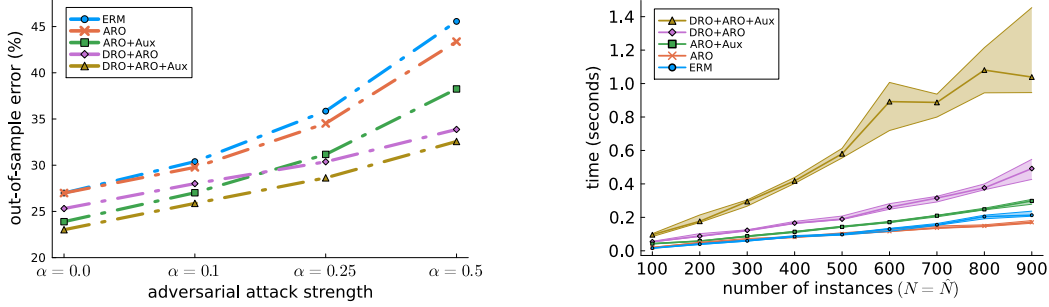 ERM
ARO
ARO+Aux
DRO+ARO
DRO+ARO+Aux
45
40
35
30
25
20
out-of-sample error (%)
α = 0.0
α = 0.1
α = 0.25
α = 0.5
adversarial attack strength
DRO+ARO+Aux
DRO+ARO
ARO+Aux
ARO
ERM
1.4
1.2
1.0
0.8
0.6
0.4
0.2
0.0
time (seconds)
100 200 300 400 500 600 700 800 900
number of instances (N = N̂)